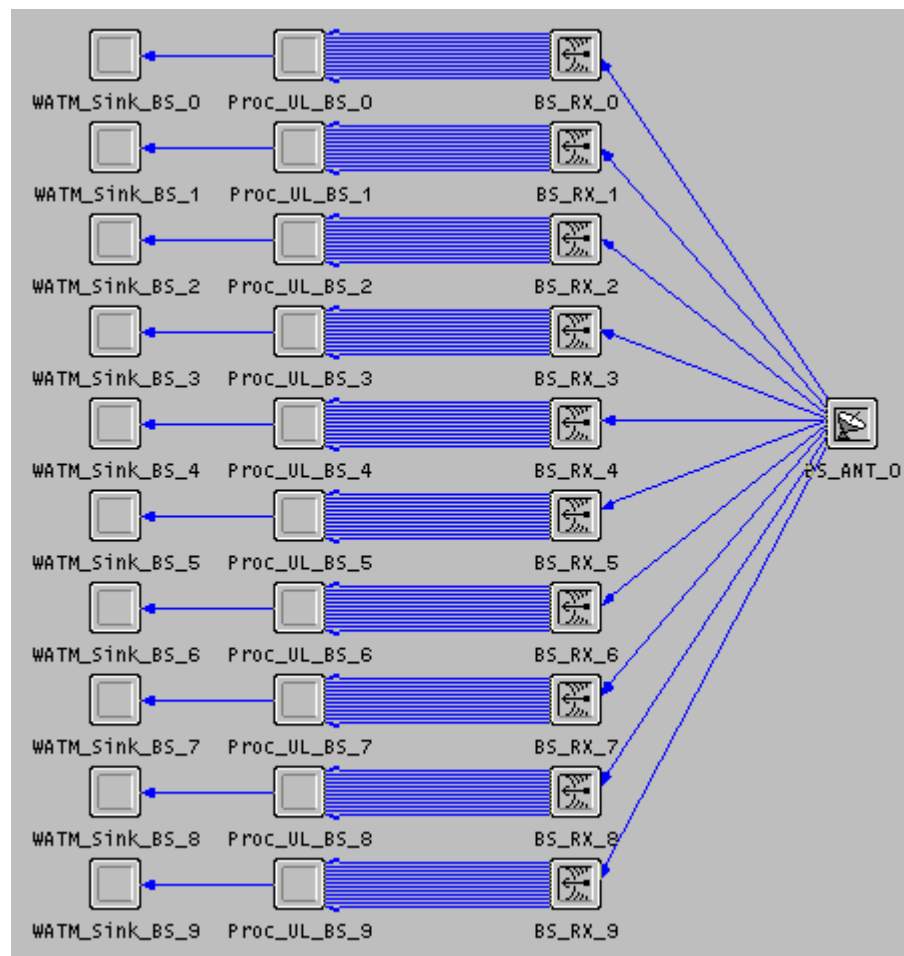 WATM_Sink_BS_0 Proc_UL_BS_0 BS_RX_0
WATM_Sink_BS_1 Proc_UL_BS_1 BS_RX_1
WATM_Sink_BS_2 Proc_UL_BS_2 BS_RX_2
WATM_Sink_BS_3 Proc_UL_BS_3 BS_RX_3
WATM_Sink_BS_4 Proc_UL_BS_4 BS_RX_4 BS_ANT_0
WATM_Sink_BS_5 Proc_UL_BS_5 BS_RX_5
WATM_Sink_BS_6 Proc_UL_BS_6 BS_RX_6
WATM_Sink_BS_7 Proc_UL_BS_7 BS_RX_7
WATM_Sink_BS_8 Proc_UL_BS_8 BS_RX_8
WATM_Sink_BS_9 Proc_UL_BS_9 BS_RX_9